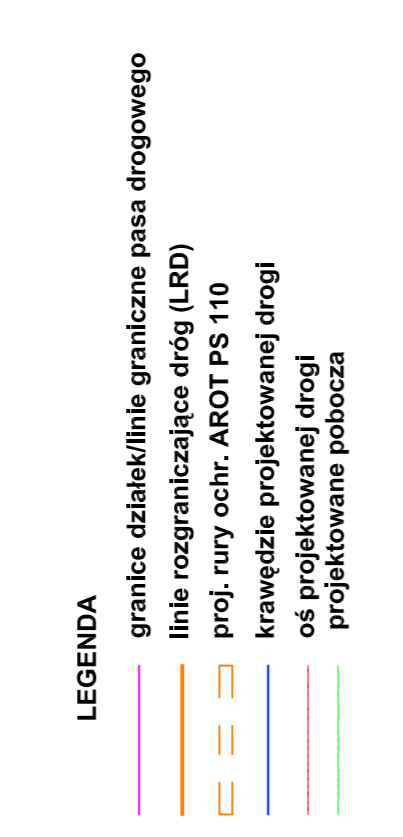 LEGENDA
granice działek/linie graniczne pasa drogowego
linie rozgraniczające dróg (LRD)
proj. rury ochr. AROT PS 110
krawędzie projektowanej drogi
oś projektowanej drogi
projektowane pobocza